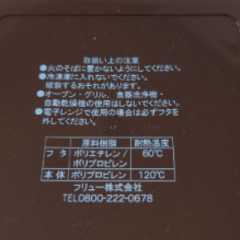 取扱い上の注意
●火のそばに置かないようにしてください。
●冷凍庫に入れないでください。
破損するおそれがあります。
●オーブン・グリル、食器洗浄機・
自動乾燥機の使用はしないでください。
●電子レンジで使用の場合は必ずフタを
外してください。
原料樹脂 耐熱温度
フタ ポリエチレン/ポリプロピレン 60℃
本体 ポリプロピレン 120℃
フリュー株式会社
TEL0800-222-0678